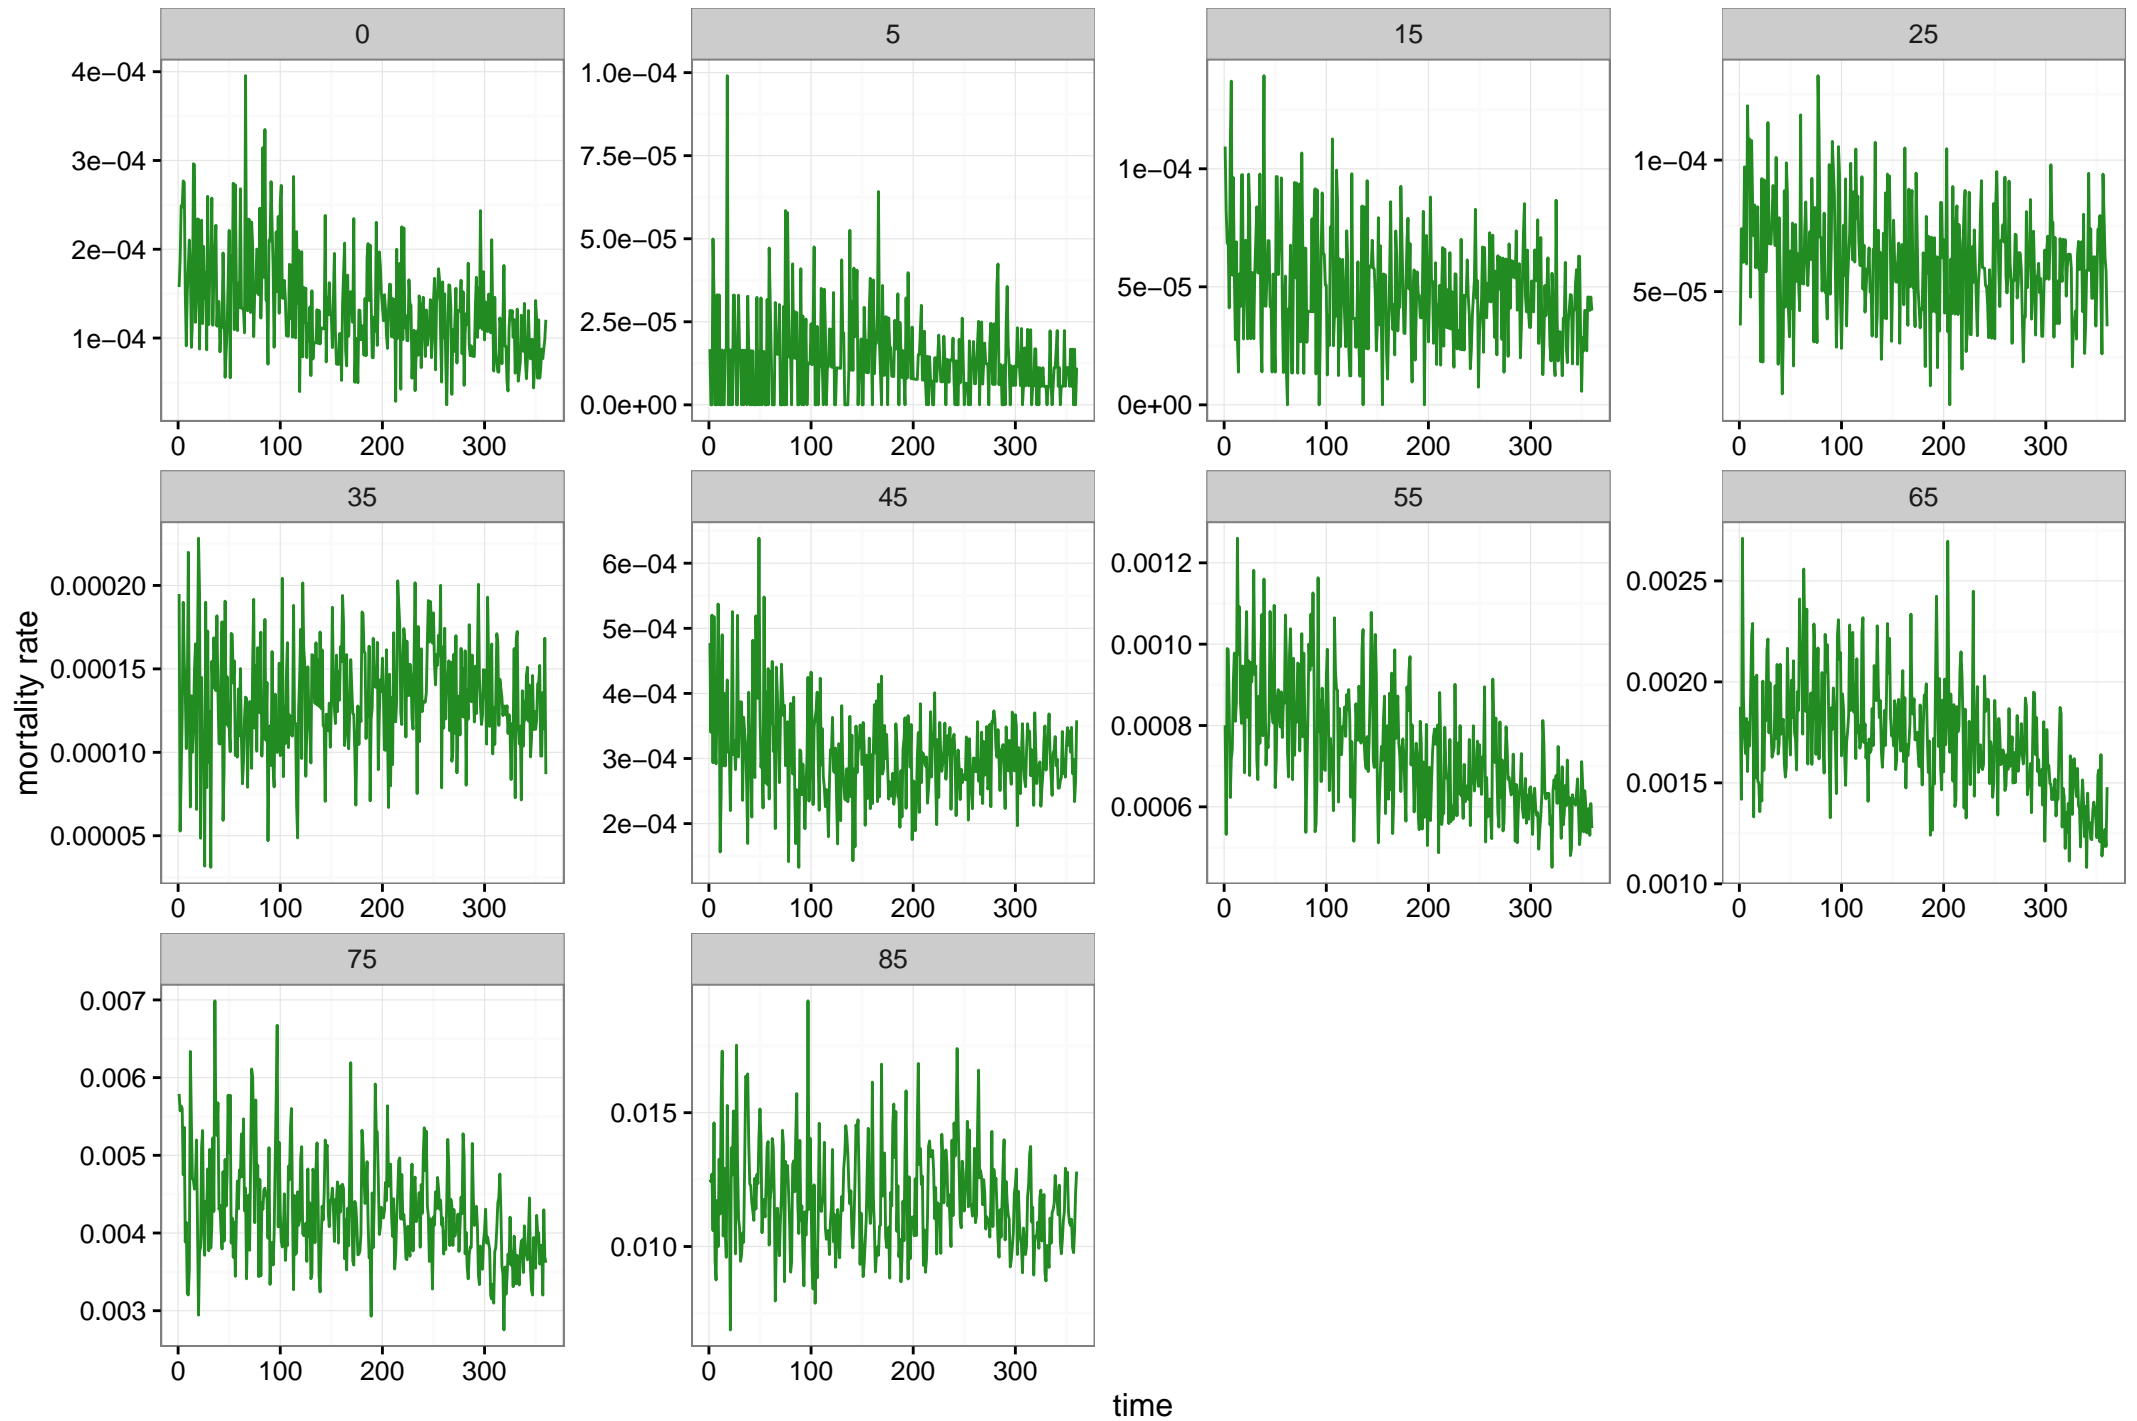 0 5 15 25
4e−04 1.0e−04
3e−04 7.5e−05 1e−04 1e−04
2e−04 5.0e−05
1e−04 2.5e−05 5e−05 5e−05
0.0e+00 0e+00
0 100 200 300 0 100 200 300 0 100 200 300 0 100 200 300
35 45 55 65
6e−04 0.0012
0.00020 5e−04 0.0010 0.0025
0.00015 4e−04 0.0008 0.0020
0.00010 3e−04 0.0006 0.0015
0.00005 2e−04 0.0010
0 100 200 300 0 100 200 300 0 100 200 300 0 100 200 300
mortality rate
75 85
0.007
0.006 0.015
0.005
0.004 0.010
0.003
0 100 200 300 0 100 200 300
time